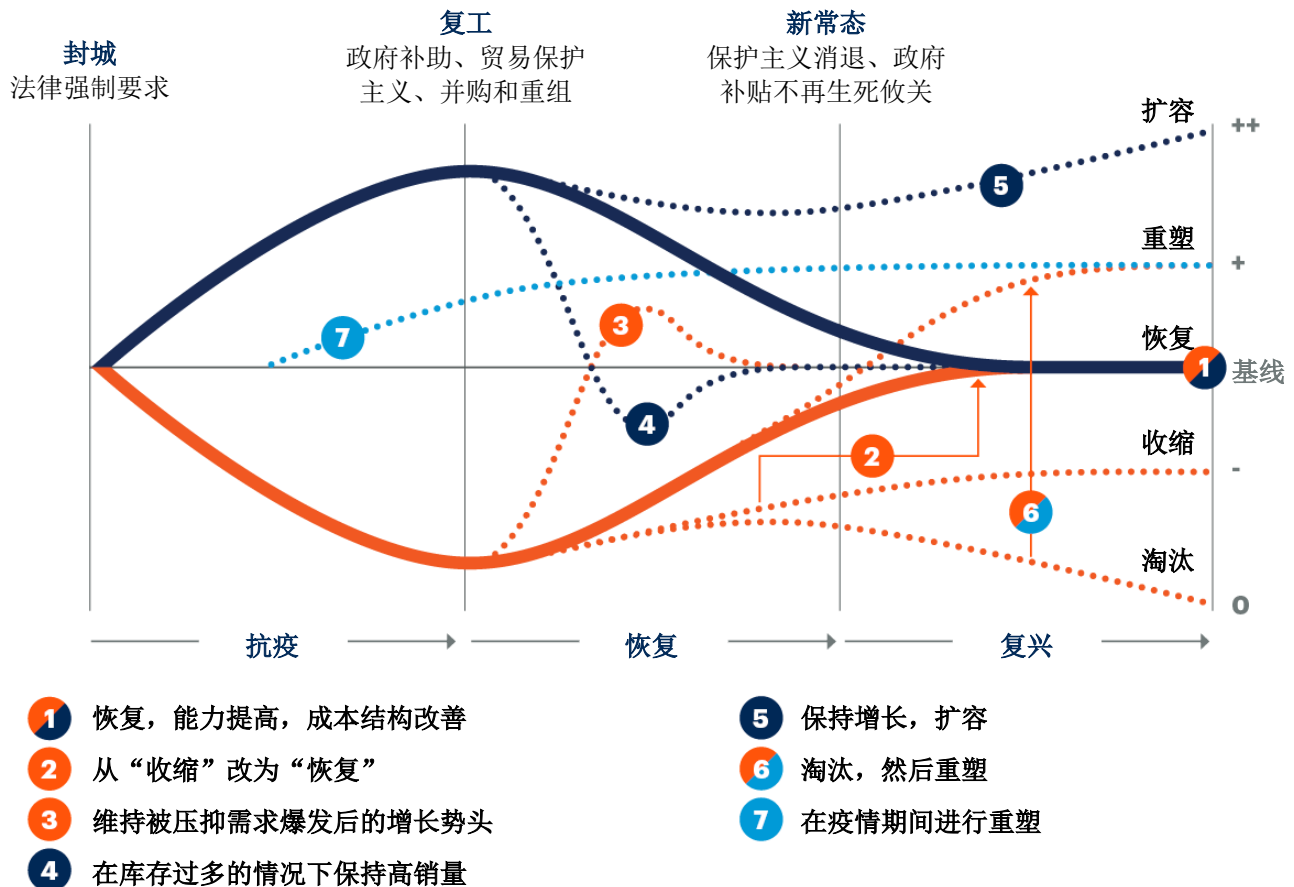 封城
法律强制要求
复工
政府补助、贸易保护
主义、并购和重组
新常态
保护主义消退、政府
补贴不再生死攸关
扩容
++
5
重塑
+
7
3
恢复
1
基线
4
收缩
2
-
6
淘汰
0
抗疫
恢复
复兴
1 恢复，能力提高，成本结构改善
2 从“收缩”改为“恢复”
3 维持被压抑需求爆发后的增长势头
4 在库存过多的情况下保持高销量
5 保持增长，扩容
6 淘汰，然后重塑
7 在疫情期间进行重塑